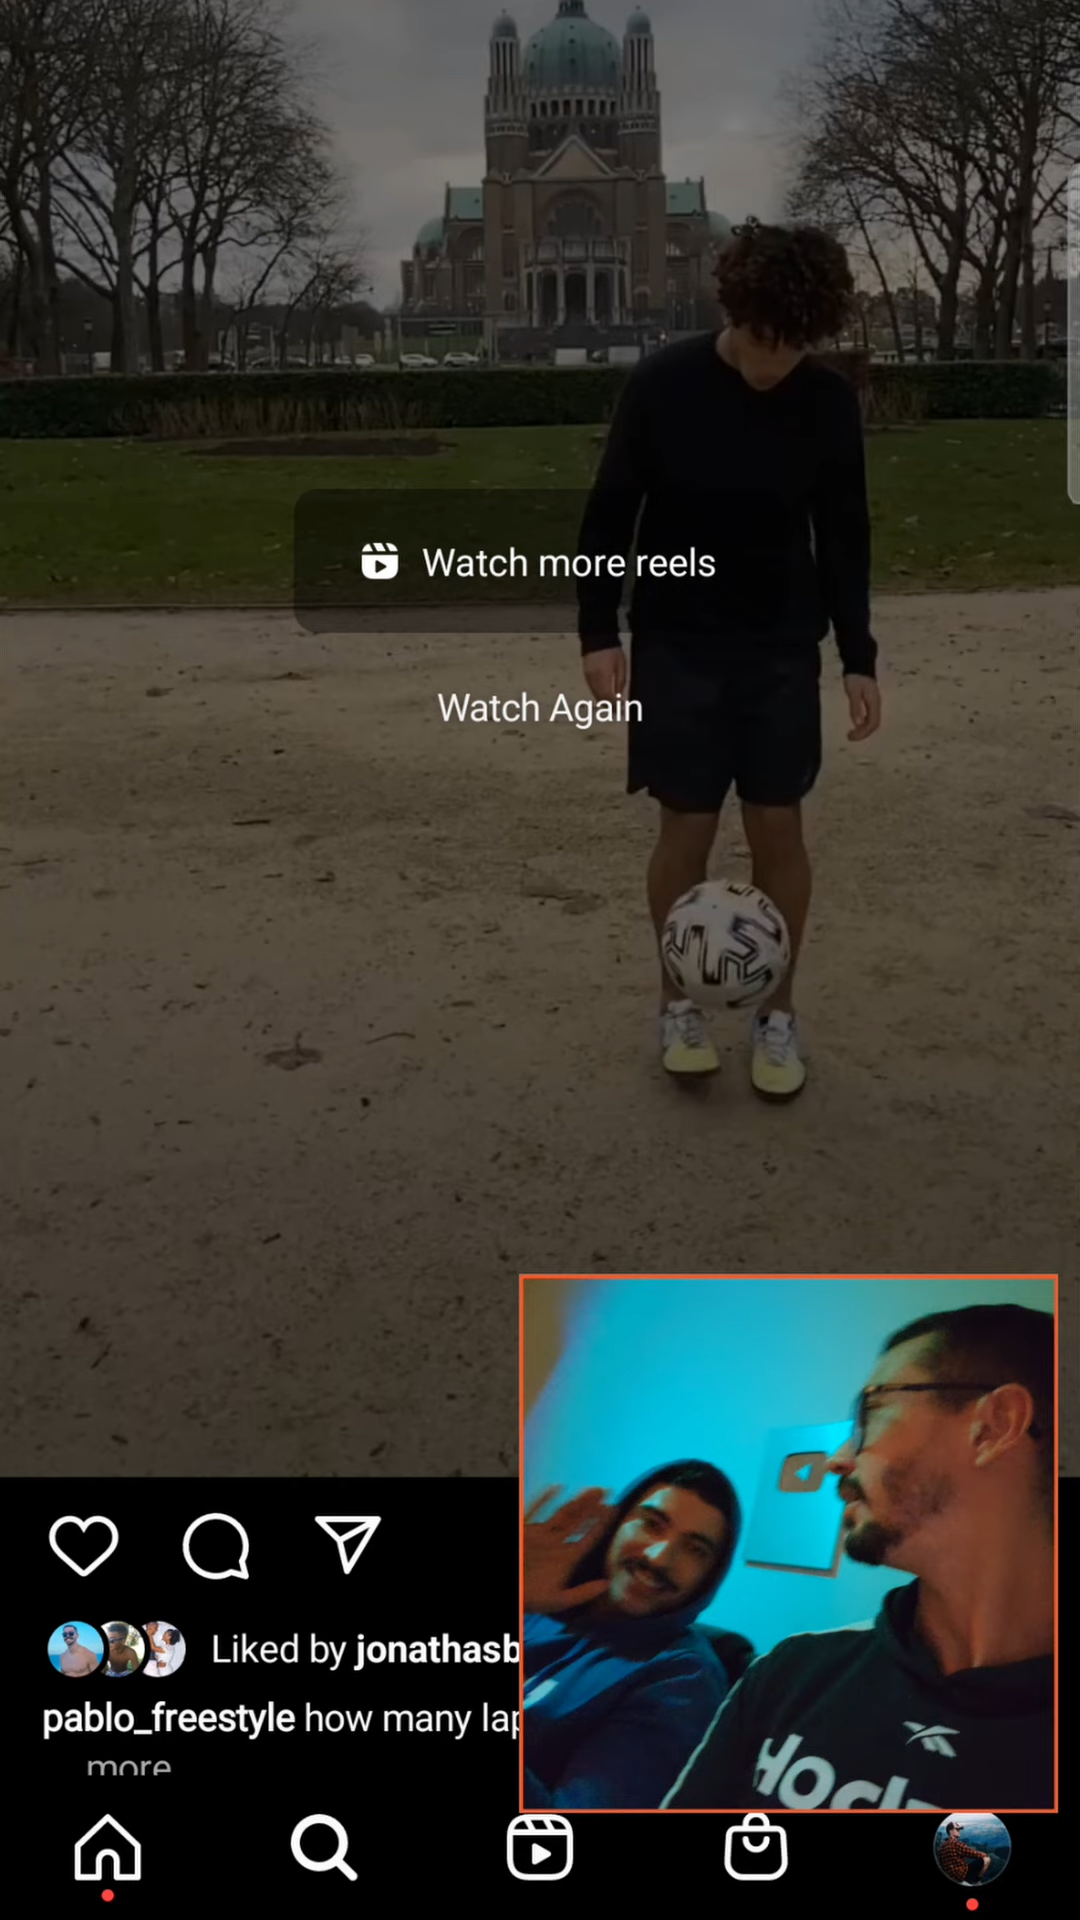 Watch more reels
Watch Again
Liked by jonathasb
pablo_freestyle how many lap
more